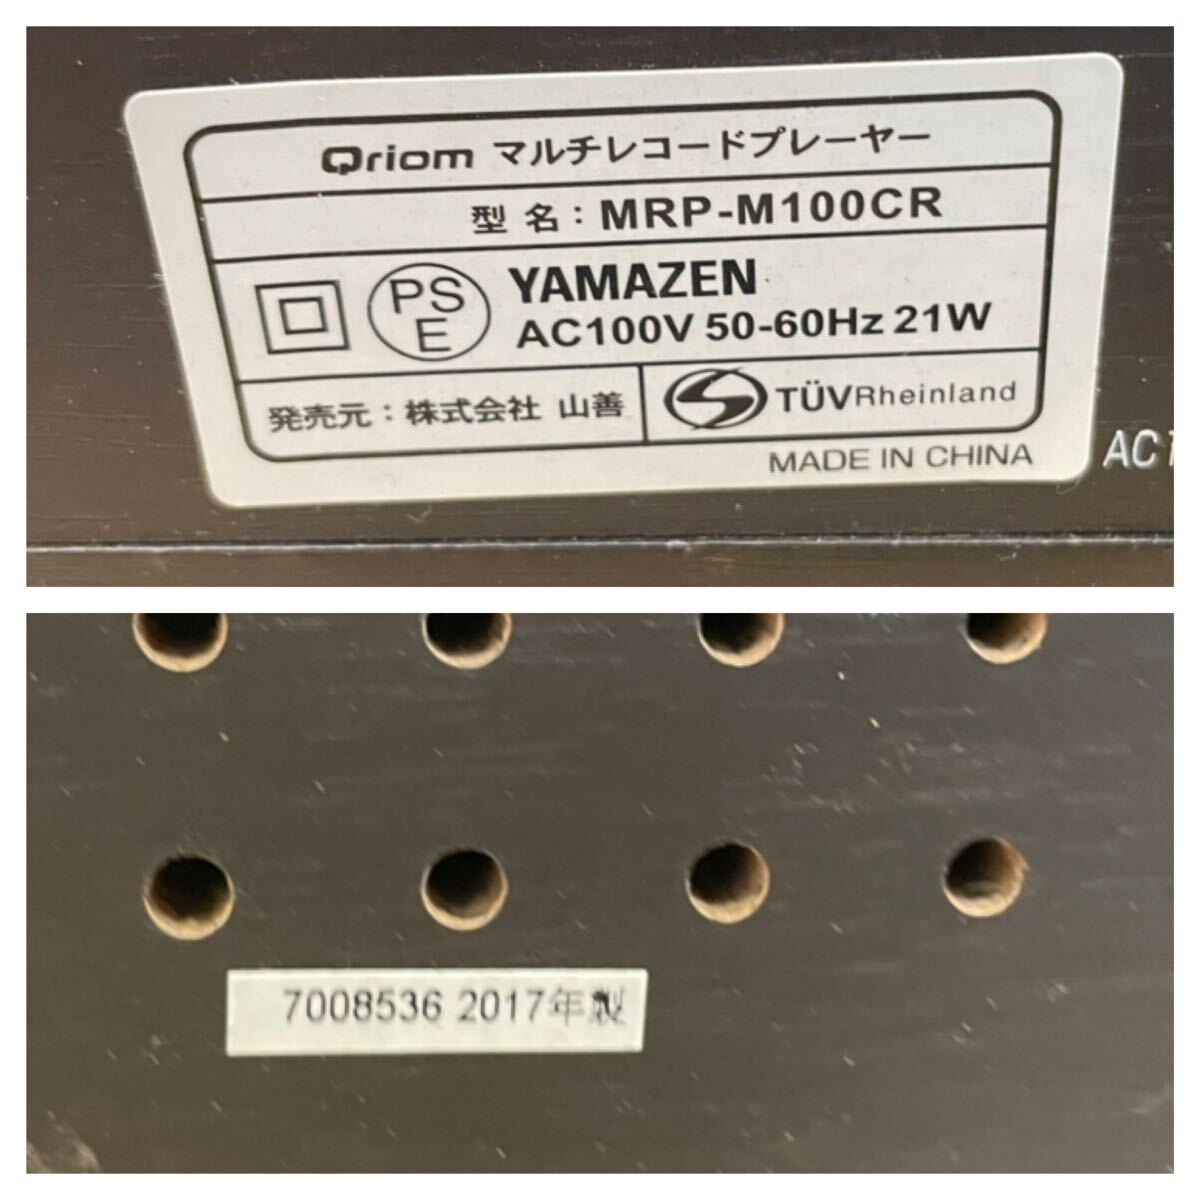 Qriom マルチレコードプレーヤー
型名：MRP-M100CR
PSE YAMAZEN
AC100V 50-60Hz 21W
発売元：株式会社 山善 TÜVRheinland
MADE IN CHINA
AC
7008536 2017年製